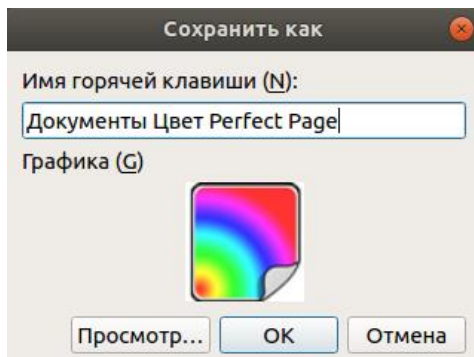 Сохранить как
Имя горячей клавиши (N):
Документы Цвет Perfect Page
Графика (G)
Просмотр... OK Отмена